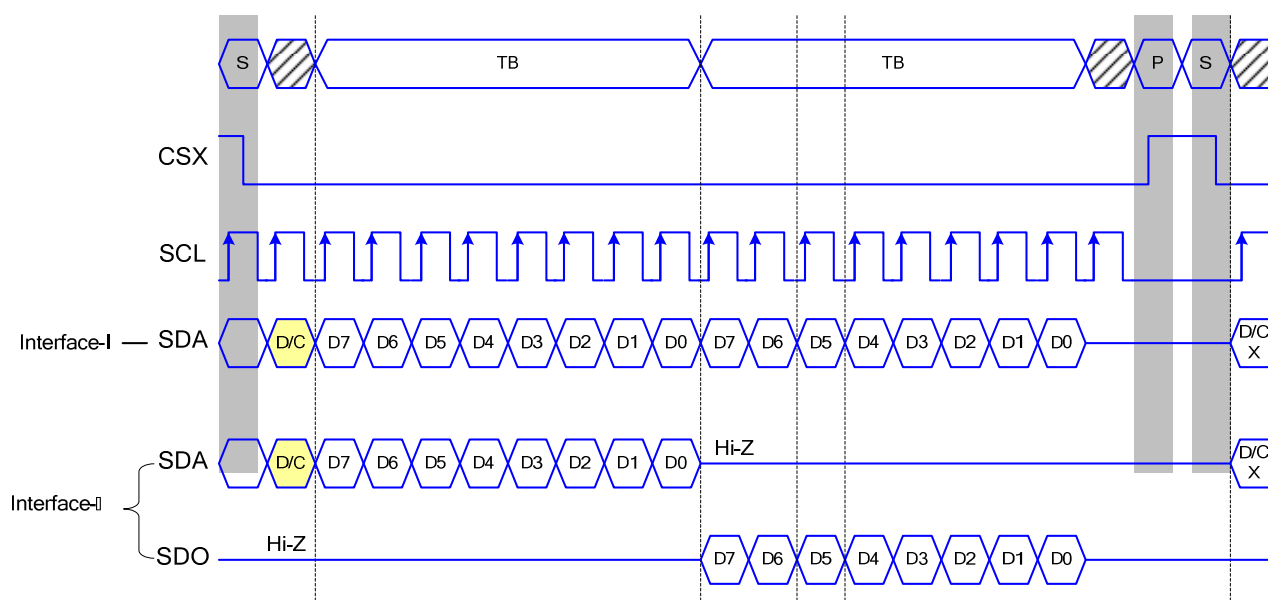 S TB TB P S
CSX
SCL
Interface-I SDA D/C D7 D6 D5 D4 D3 D2 D1 D0 D7 D6 D5 D4 D3 D2 D1 D0 D/C
X
SDA D/C D7 D6 D5 D4 D3 D2 D1 D0 Hi-Z D/C
X
Interface-▯
SDO Hi-Z D7 D6 D5 D4 D3 D2 D1 D0